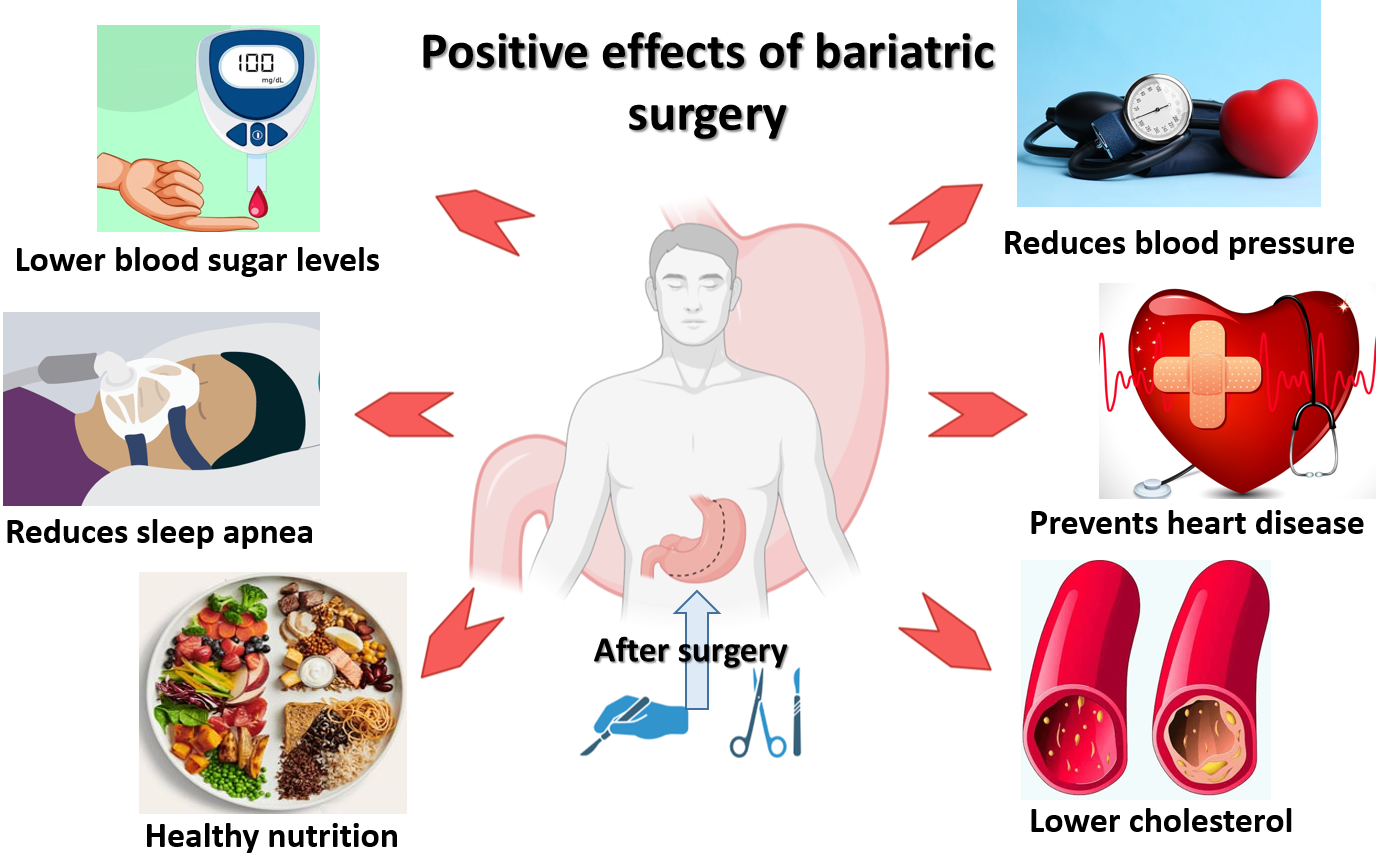 Positive effects of bariatric
surgery
100
mg/dL
Lower blood sugar levels
Reduces blood pressure
Reduces sleep apnea
Prevents heart disease
After surgery
Healthy nutrition
Lower cholesterol